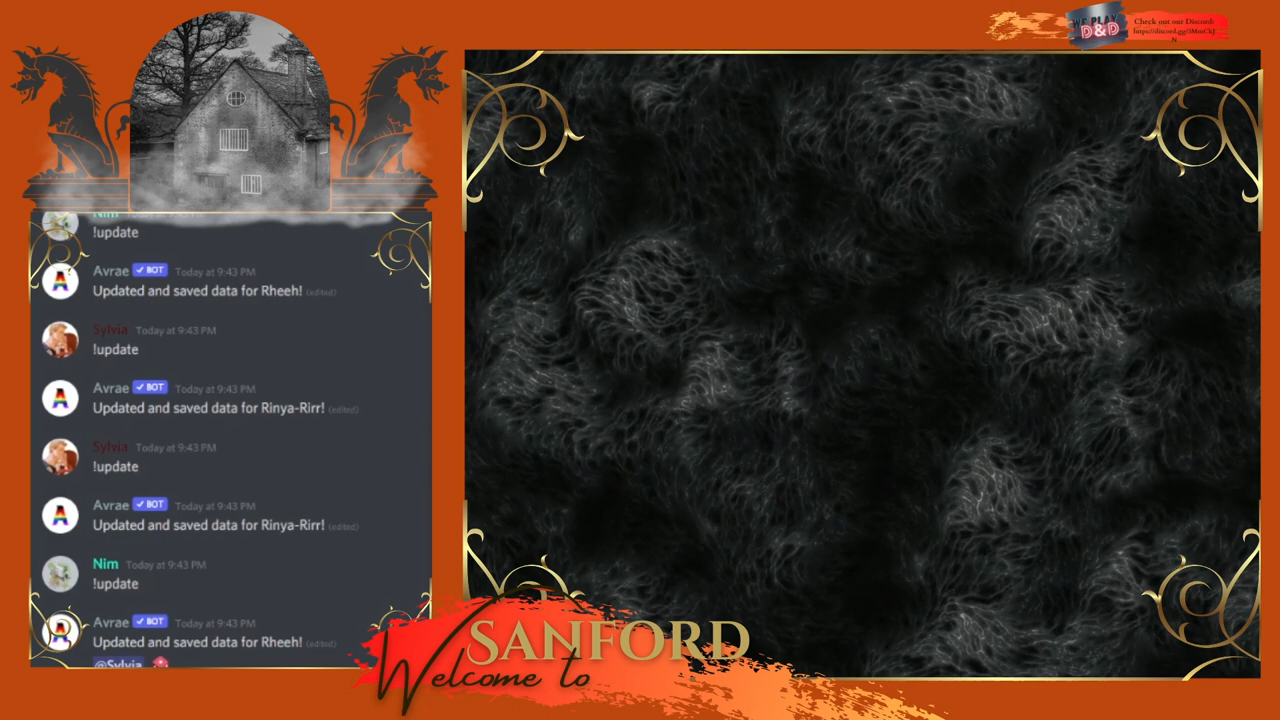 WE PLAY
D&D
Check out our Discord:
Nim
!update
Avrae BOT Today at 9:43 PM
Updated and saved data for Rheeh! (edited)
Sylvia Today at 9:43 PM
!update
Avrae BOT Today at 9:43 PM
Updated and saved data for Rinya-Rirr! (edited)
Sylvia Today at 9:43 PM
!update
Avrae BOT Today at 9:43 PM
Updated and saved data for Rinya-Rirr! (edited)
Nim Today at 9:43 PM
!update
Avrae BOT Today at 9:43 PM
Updated and saved data for Rheeh! (edited)
@Sylvia
Welcome to
SANFORD